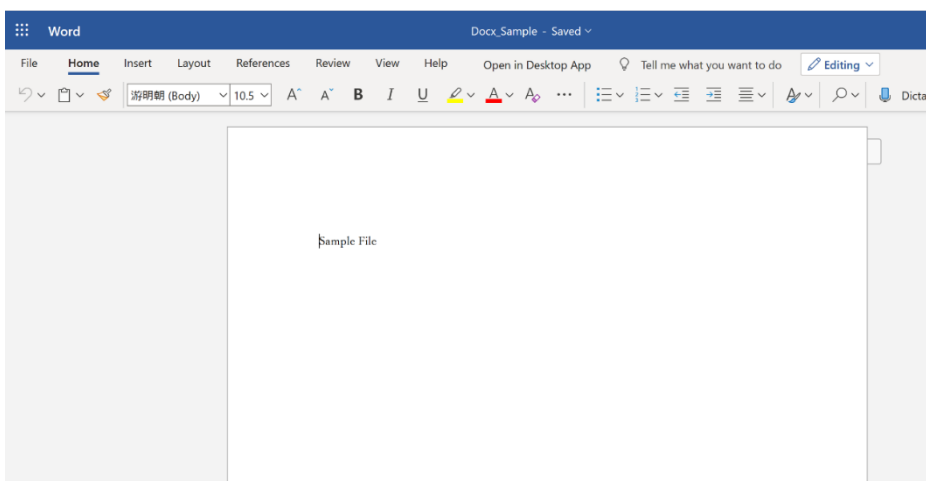 Word Docx_Sample - Saved
File Home Insert Layout References Review View Help Open in Desktop App Tell me what you want to do Editing
游明朝 (Body) 10.5 A A B I U A A Dicta
Sample File